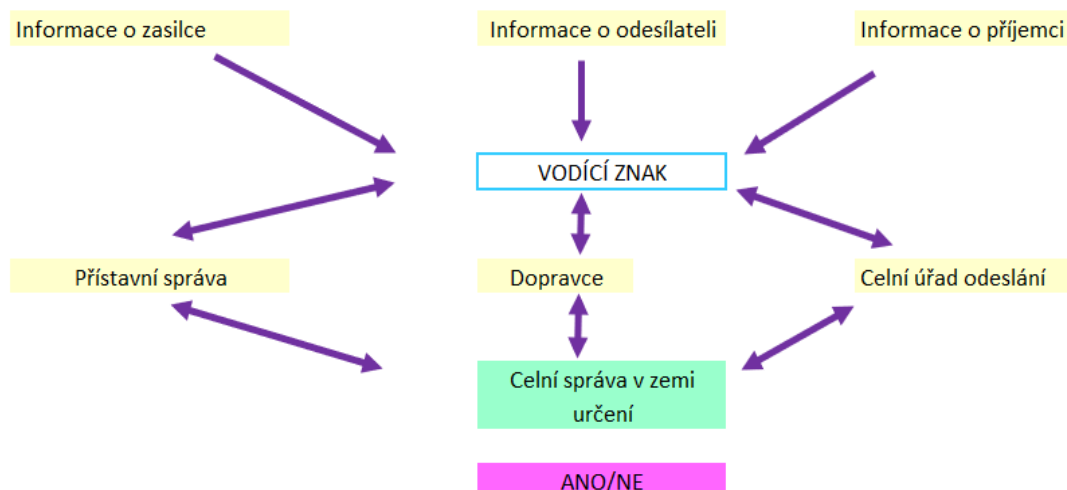 Informace o zasilce
Informace o odesílateli
Informace o příjemci
VODÍCÍ ZNAK
Přístavní správa
Dopravce
Celní úřad odeslání
Celní správa v zemi
určení
ANO/NE